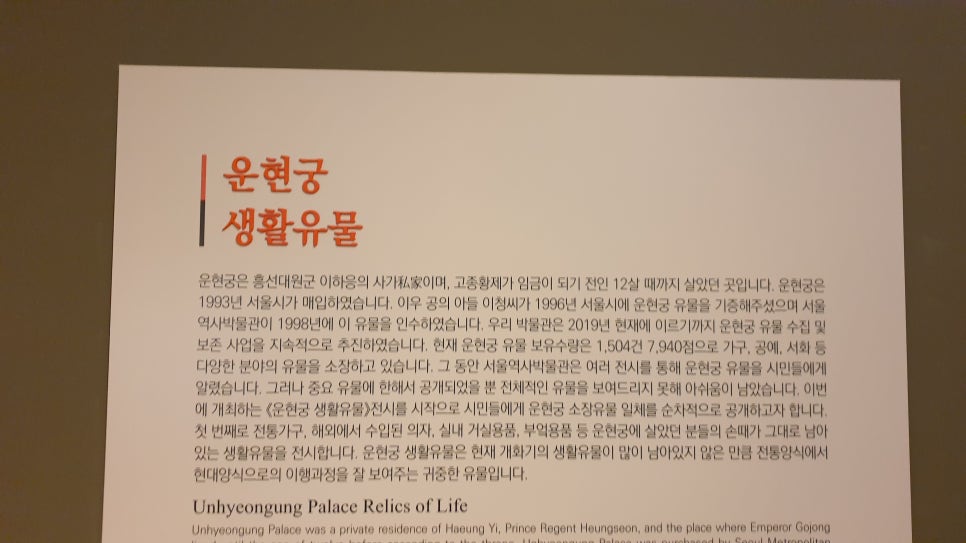 운현궁
생활유물
운현궁은 흥선대원군 이하응의 사가私家이며, 고종황제가 임금이 되기 전인 12살 때까지 살았던 곳입니다. 운현궁은
1993년 서울시가 매입하였습니다. 이우 공의 아들 이청씨가 1996년 서울시에 운현궁 유물을 기증해주셨으며 서울
역사박물관이 1998년에 이 유물을 인수하였습니다. 우리 박물관은 2019년 현재에 이르기까지 운현궁 유물 수집 및
보존 사업을 지속적으로 추진하였습니다. 현재 운현궁 유물 보유수량은 1,504건 7,940점으로 가구, 공예, 서화 등
다양한 분야의 유물을 소장하고 있습니다. 그 동안 서울역사박물관은 여러 전시를 통해 운현궁 유물을 시민들에게
알렸습니다. 그러나 중요 유물에 한해서 공개되었을 뿐 전체적인 유물을 보여드리지 못해 아쉬움이 남았습니다. 이번
에 개최하는 《운현궁 생활유물》전시를 시작으로 시민들에게 운현궁 소장유물 일체를 순차적으로 공개하고자 합니다.
첫 번째로 전통가구, 해외에서 수입된 의자, 실내 거실용품, 부엌용품 등 운현궁에 살았던 분들의 손때가 그대로 남아
있는 생활유물을 전시합니다. 운현궁 생활유물은 현재 개화기의 생활유물이 많이 남아있지 않은 만큼 전통양식에서
현대양식으로의 이행과정을 잘 보여주는 귀중한 유물입니다.
Unhyeongung Palace Relics of Life
Unhyeongung Palace was a private residence of Haeung Yi, Prince Regent Heungseon, and the place where Emperor Gojong